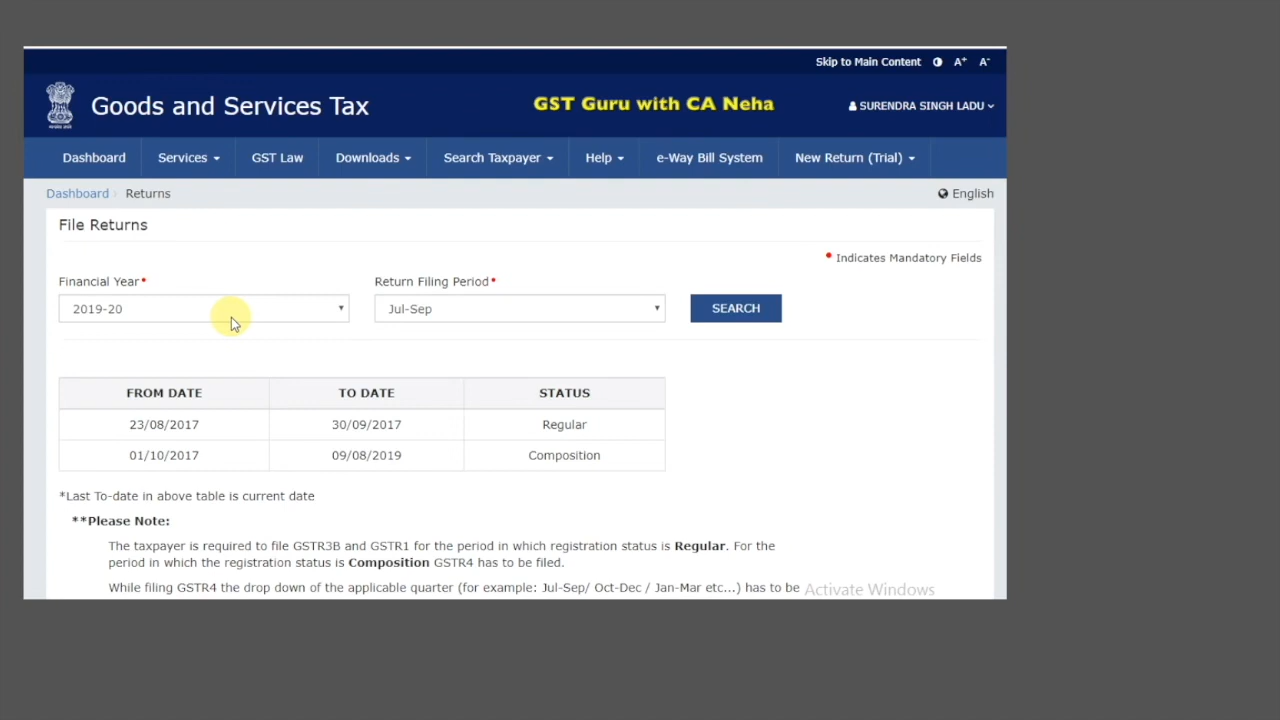 Skip to Main Content A+ A-
Goods and Services Tax
GST Guru with CA Neha
SURENDRA SINGH LADU
Dashboard Services GST Law Downloads Search Taxpayer Help e-Way Bill System New Return (Trial)
Dashboard Returns English
File Returns
• Indicates Mandatory Fields
Financial Year• Return Filing Period•
2019-20 Jul-Sep SEARCH
FROM DATE TO DATE STATUS
23/08/2017 30/09/2017 Regular
01/10/2017 09/08/2019 Composition
*Last To-date in above table is current date
**Please Note:
The taxpayer is required to file GSTR3B and GSTR1 for the period in which registration status is Regular. For the
period in which the registration status is Composition GSTR4 has to be filed.
While filing GSTR4 the drop down of the applicable quarter (for example: Jul-Sep/ Oct-Dec / Jan-Mar etc...) has to be
Activate Windows